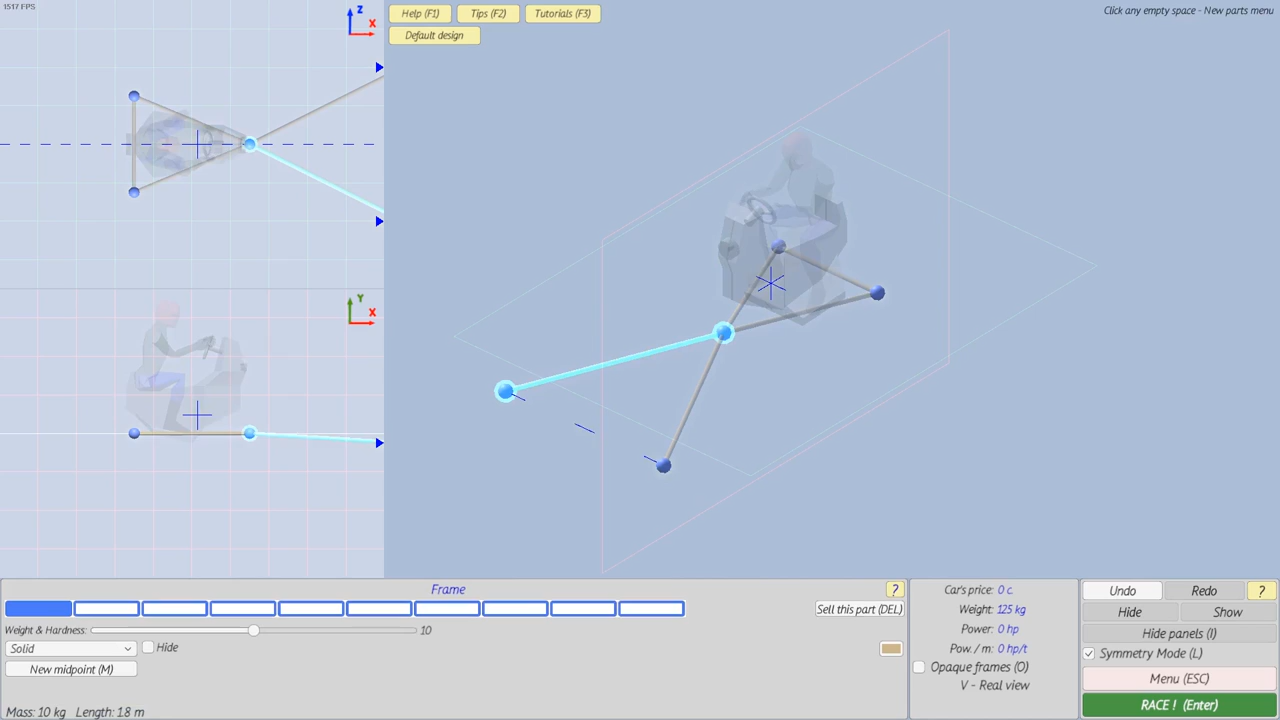 1517 FPS
Z
X
Y
X
Help (F1)
Tips (F2)
Tutorials (F3)
Default design
Click any empty space - New parts menu
Frame
?
Sell this part (DEL)
Weight & Hardness:
10
Solid
Hide
New midpoint (M)
Mass: 10 kg Length: 1.8 m
Car's price: 0 c.
Weight: 125 kg
Power: 0 hp
Pow. / m: 0 hp/t
Opaque frames (O)
V - Real view
Undo
Redo
?
Hide
Show
Hide panels (I)
Symmetry Mode (L)
Menu (ESC)
RACE ! (Enter)